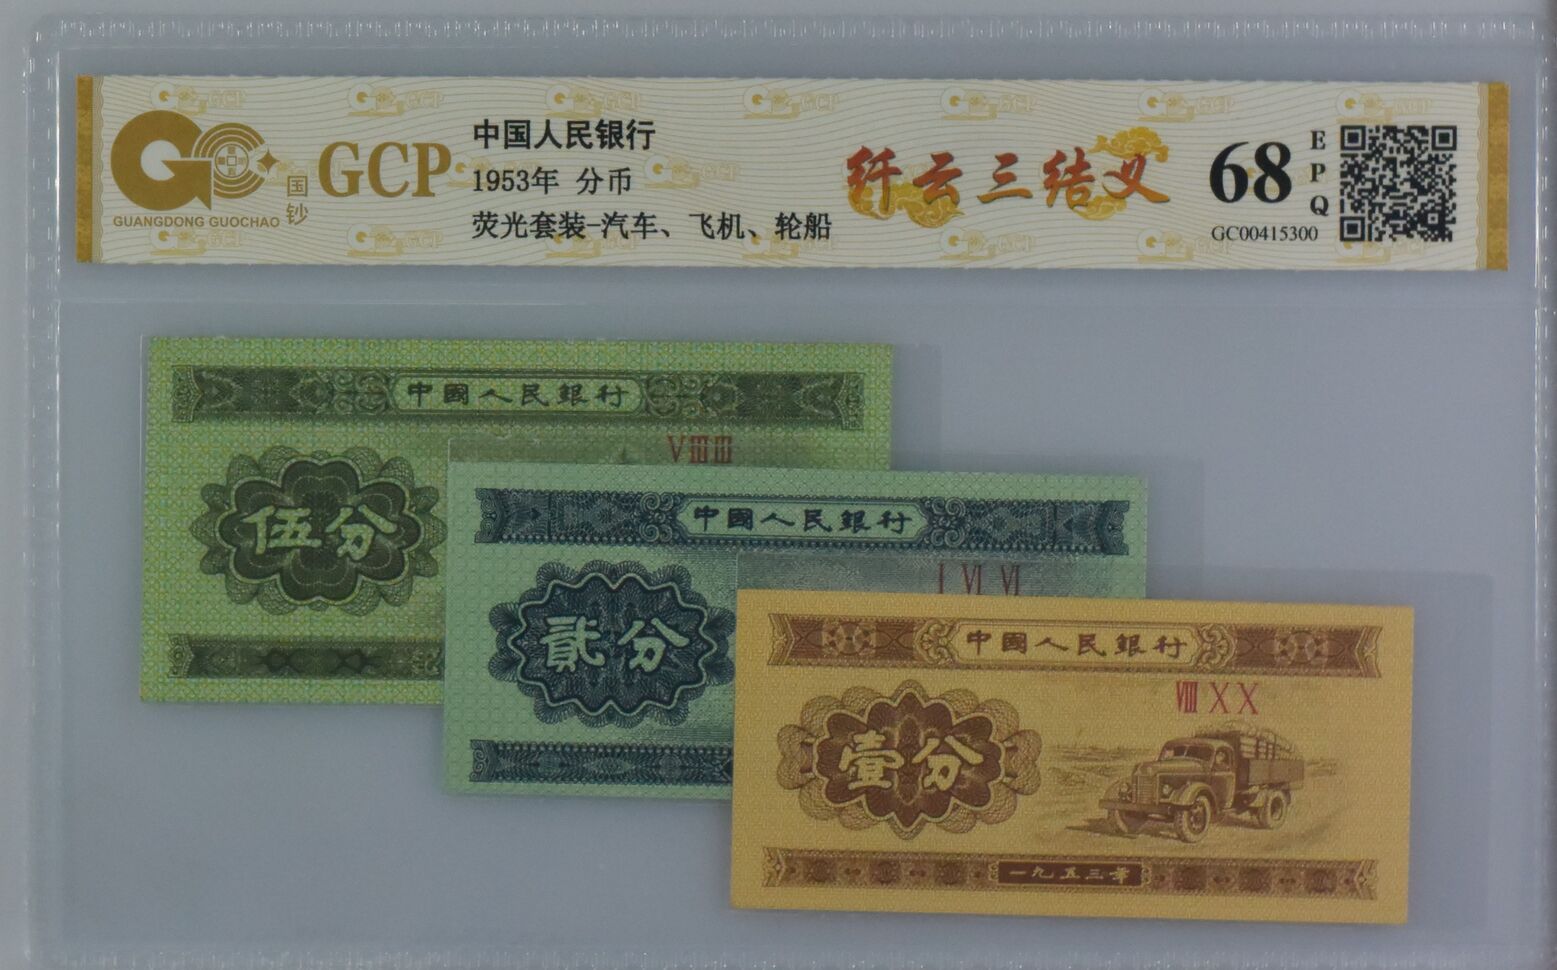 GUANGDONG GUOCHAO
国钞
GCP
中国人民银行
1953年 分币
荧光套装-汽车、飞机、轮船
纤云三结义
68
EPQ
GC00415300
中國人民銀行
VⅢⅢ
伍分
中國人民銀行
Ⅰ Ⅵ Ⅵ
貳分
中國人民銀行
Ⅷ X X
壹分
一九五三年